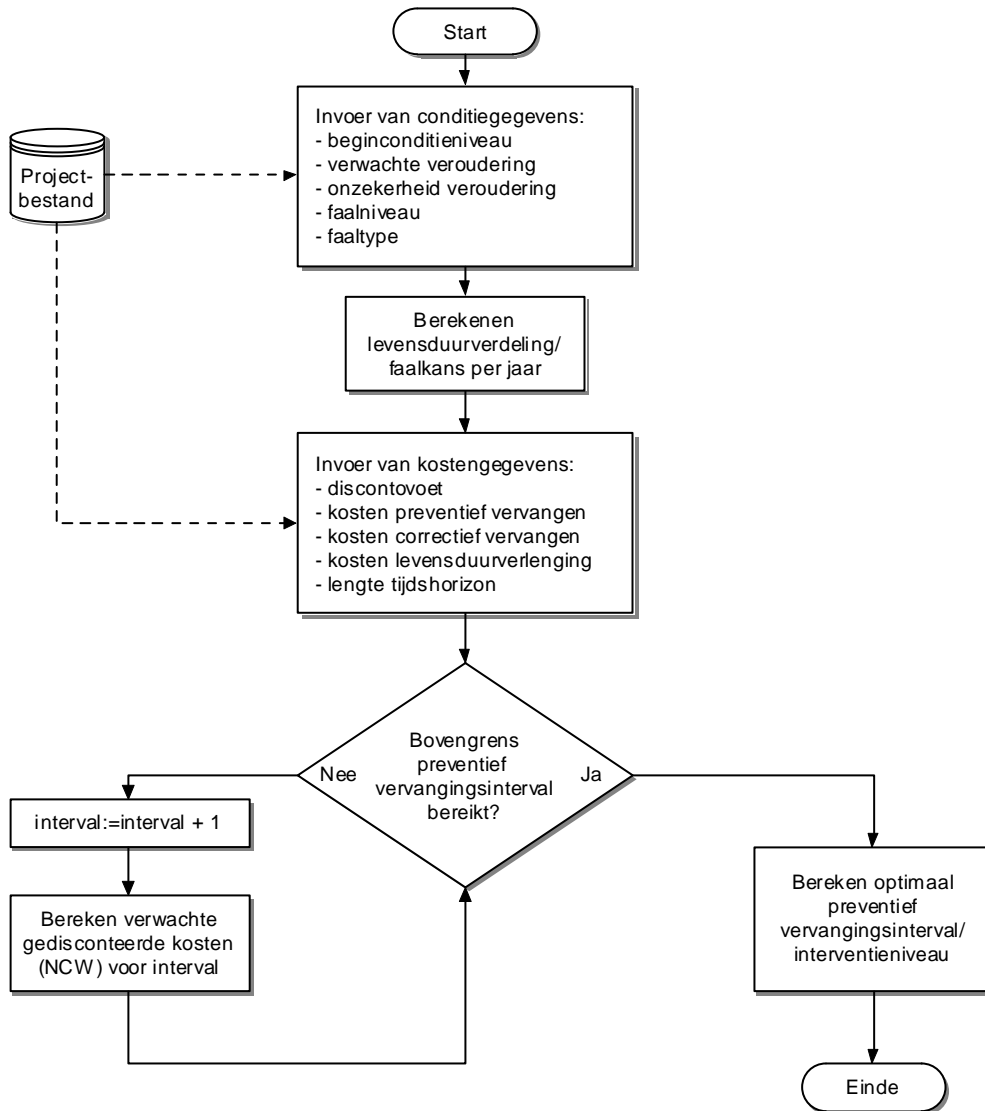 Start
Invoer van conditiegegevens:
- beginconditieniveau
- verwachte veroudering
- onzekerheid veroudering
- faalniveau
- faaltype
Project-
bestand
Berekenen
levensduurverdeling/
faalkans per jaar
Invoer van kostengegevens:
- discontovoet
- kosten preventief vervangen
- kosten correctief vervangen
- kosten levensduurverlenging
- lengte tijdshorizon
Bovengrens
preventief
vervangingsinterval
bereikt?
Nee
Ja
interval:=interval + 1
Bereken verwachte
gedisconteerde kosten
(NCW) voor interval
Bereken optimaal
preventief
vervangingsinterval/
interventieniveau
Einde